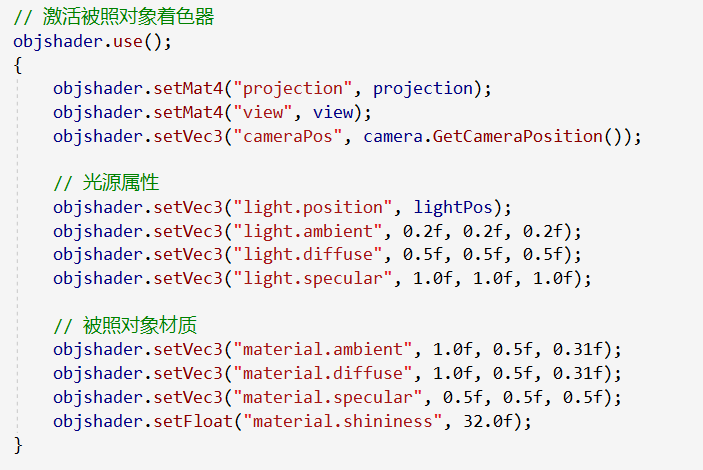 // 激活被照对象着色器
objshader.use();
{
    objshader.setMat4("projection", projection);
    objshader.setMat4("view", view);
    objshader.setVec3("cameraPos", camera.GetCameraPosition());

    // 光源属性
    objshader.setVec3("light.position", lightPos);
    objshader.setVec3("light.ambient", 0.2f, 0.2f, 0.2f);
    objshader.setVec3("light.diffuse", 0.5f, 0.5f, 0.5f);
    objshader.setVec3("light.specular", 1.0f, 1.0f, 1.0f);

    // 被照对象材质
    objshader.setVec3("material.ambient", 1.0f, 0.5f, 0.31f);
    objshader.setVec3("material.diffuse", 1.0f, 0.5f, 0.31f);
    objshader.setVec3("material.specular", 0.5f, 0.5f, 0.5f);
    objshader.setFloat("material.shininess", 32.0f);
}